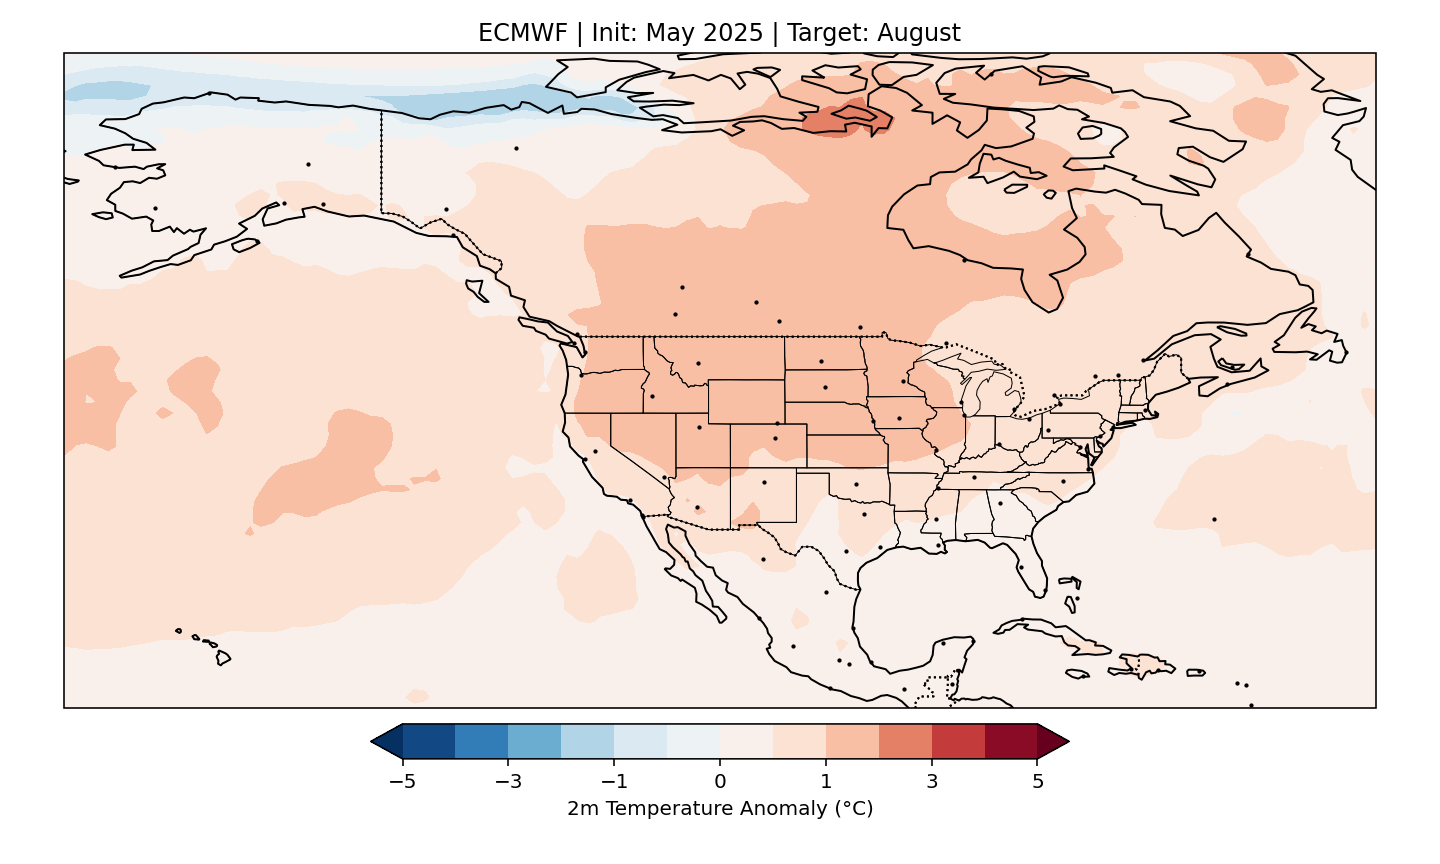 ECMWF | Init: May 2025 | Target: August
−5 −3 −1 0 1 3 5
2m Temperature Anomaly (°C)